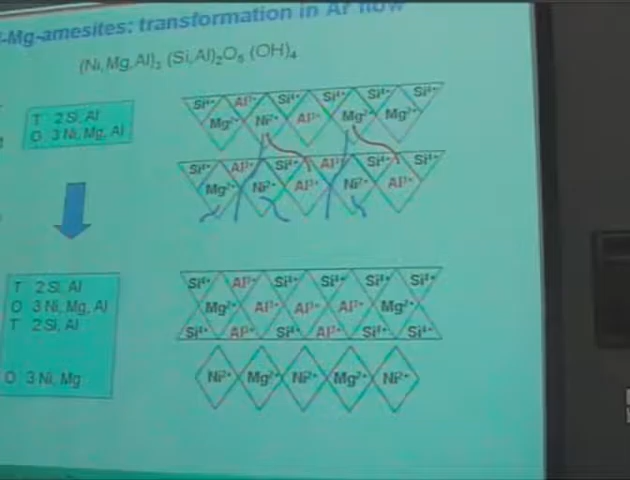 -Mg-amesites: transformation in Ar flow
(Ni,Mg,Al)3 (Si,Al)2O5 (OH)4
T 2Si, Al
O 3 Ni, Mg, Al
Si4+ Al3+ Si4+ Al3+ Si4+ Si4+
Mg2+ Ni2+ Al3+ Mg2+ Mg2+
Si4+ Al3+ Si4+ Al3+ Si4+ Si4+
Mg2+ Ni2+ Al3+ Ni2+ Al3+
T 2 Si, Al
O 3 Ni, Mg, Al
T 2 Si, Al
O 3 Ni, Mg
Si4+ Al3+ Si4+ Si4+ Si4+ Si4+
Mg2+ Al3+ Al3+ Al3+ Mg2+
Si4+ Al3+ Si4+ Al3+ Si4+ Si4+
Ni2+ Mg2+ Ni2+ Mg2+ Ni2+